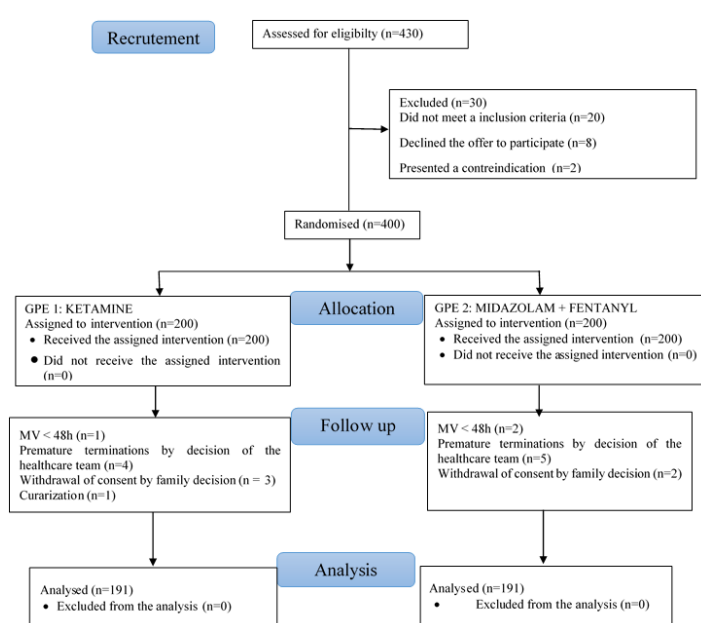 Recrutement
Assessed for eligibilty (n=430)
Excluded (n=30)
Did not meet a inclusion criteria (n=20)
Declined the offer to participate (n=8)
Presented a contreindication (n=2)
Randomised (n=400)
Allocation
GPE 1: KETAMINE
Assigned to intervention (n=200)
• Received the assigned intervention (n=200)
• Did not receive the assigned intervention
(n=0)
GPE 2: MIDAZOLAM + FENTANYL
Assigned to intervention (n=200)
• Received the assigned intervention (n=200)
• Did not receive the assigned intervention (n=0)
Follow up
MV < 48h (n=1)
Premature terminations by decision of the
healthcare team (n=4)
Withdrawal of consent by family decision (n = 3)
Curarization (n=1)
MV < 48h (n=2)
Premature terminations by decision of the
healthcare team (n=5)
Withdrawal of consent by family decision (n=2)
Analysis
Analysed (n=191)
• Excluded from the analysis (n=0)
Analysed (n=191)
• Excluded from the analysis (n=0)